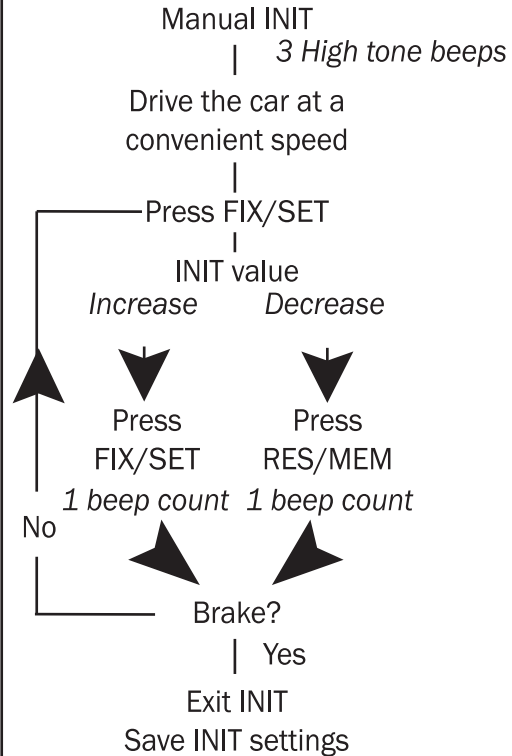 Manual INIT
3 High tone beeps
Drive the car at a
convenient speed
Press FIX/SET
INIT value
Increase Decrease
Press Press
FIX/SET RES/MEM
1 beep count 1 beep count
No
Brake?
Yes
Exit INIT
Save INIT settings